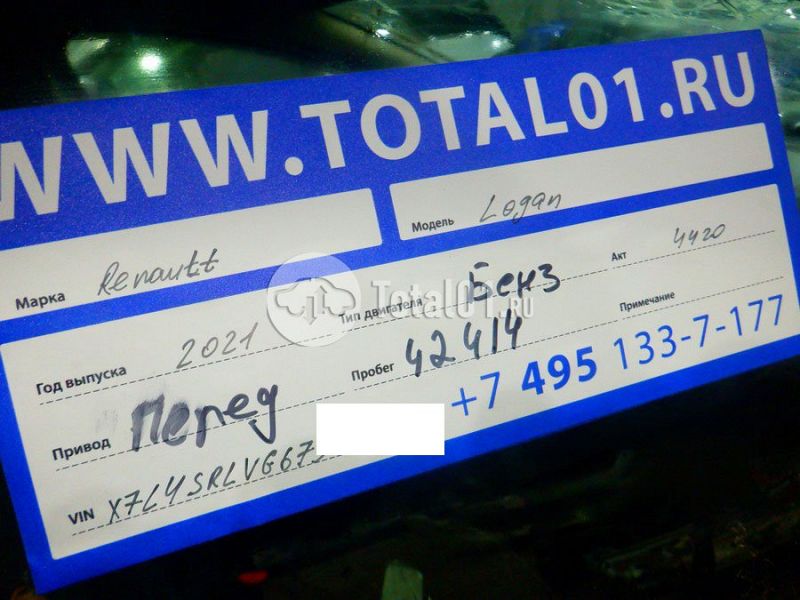 WWW.TOTAL01.RU
Марка Renault
Модель Logan
Год выпуска 2021
Тип двигателя Бенз
Акт 4420
Привод Перед
Пробег 42414
Примечание
VIN X7L4SRLVG67
+7 495 133-7-177
Total01.RU